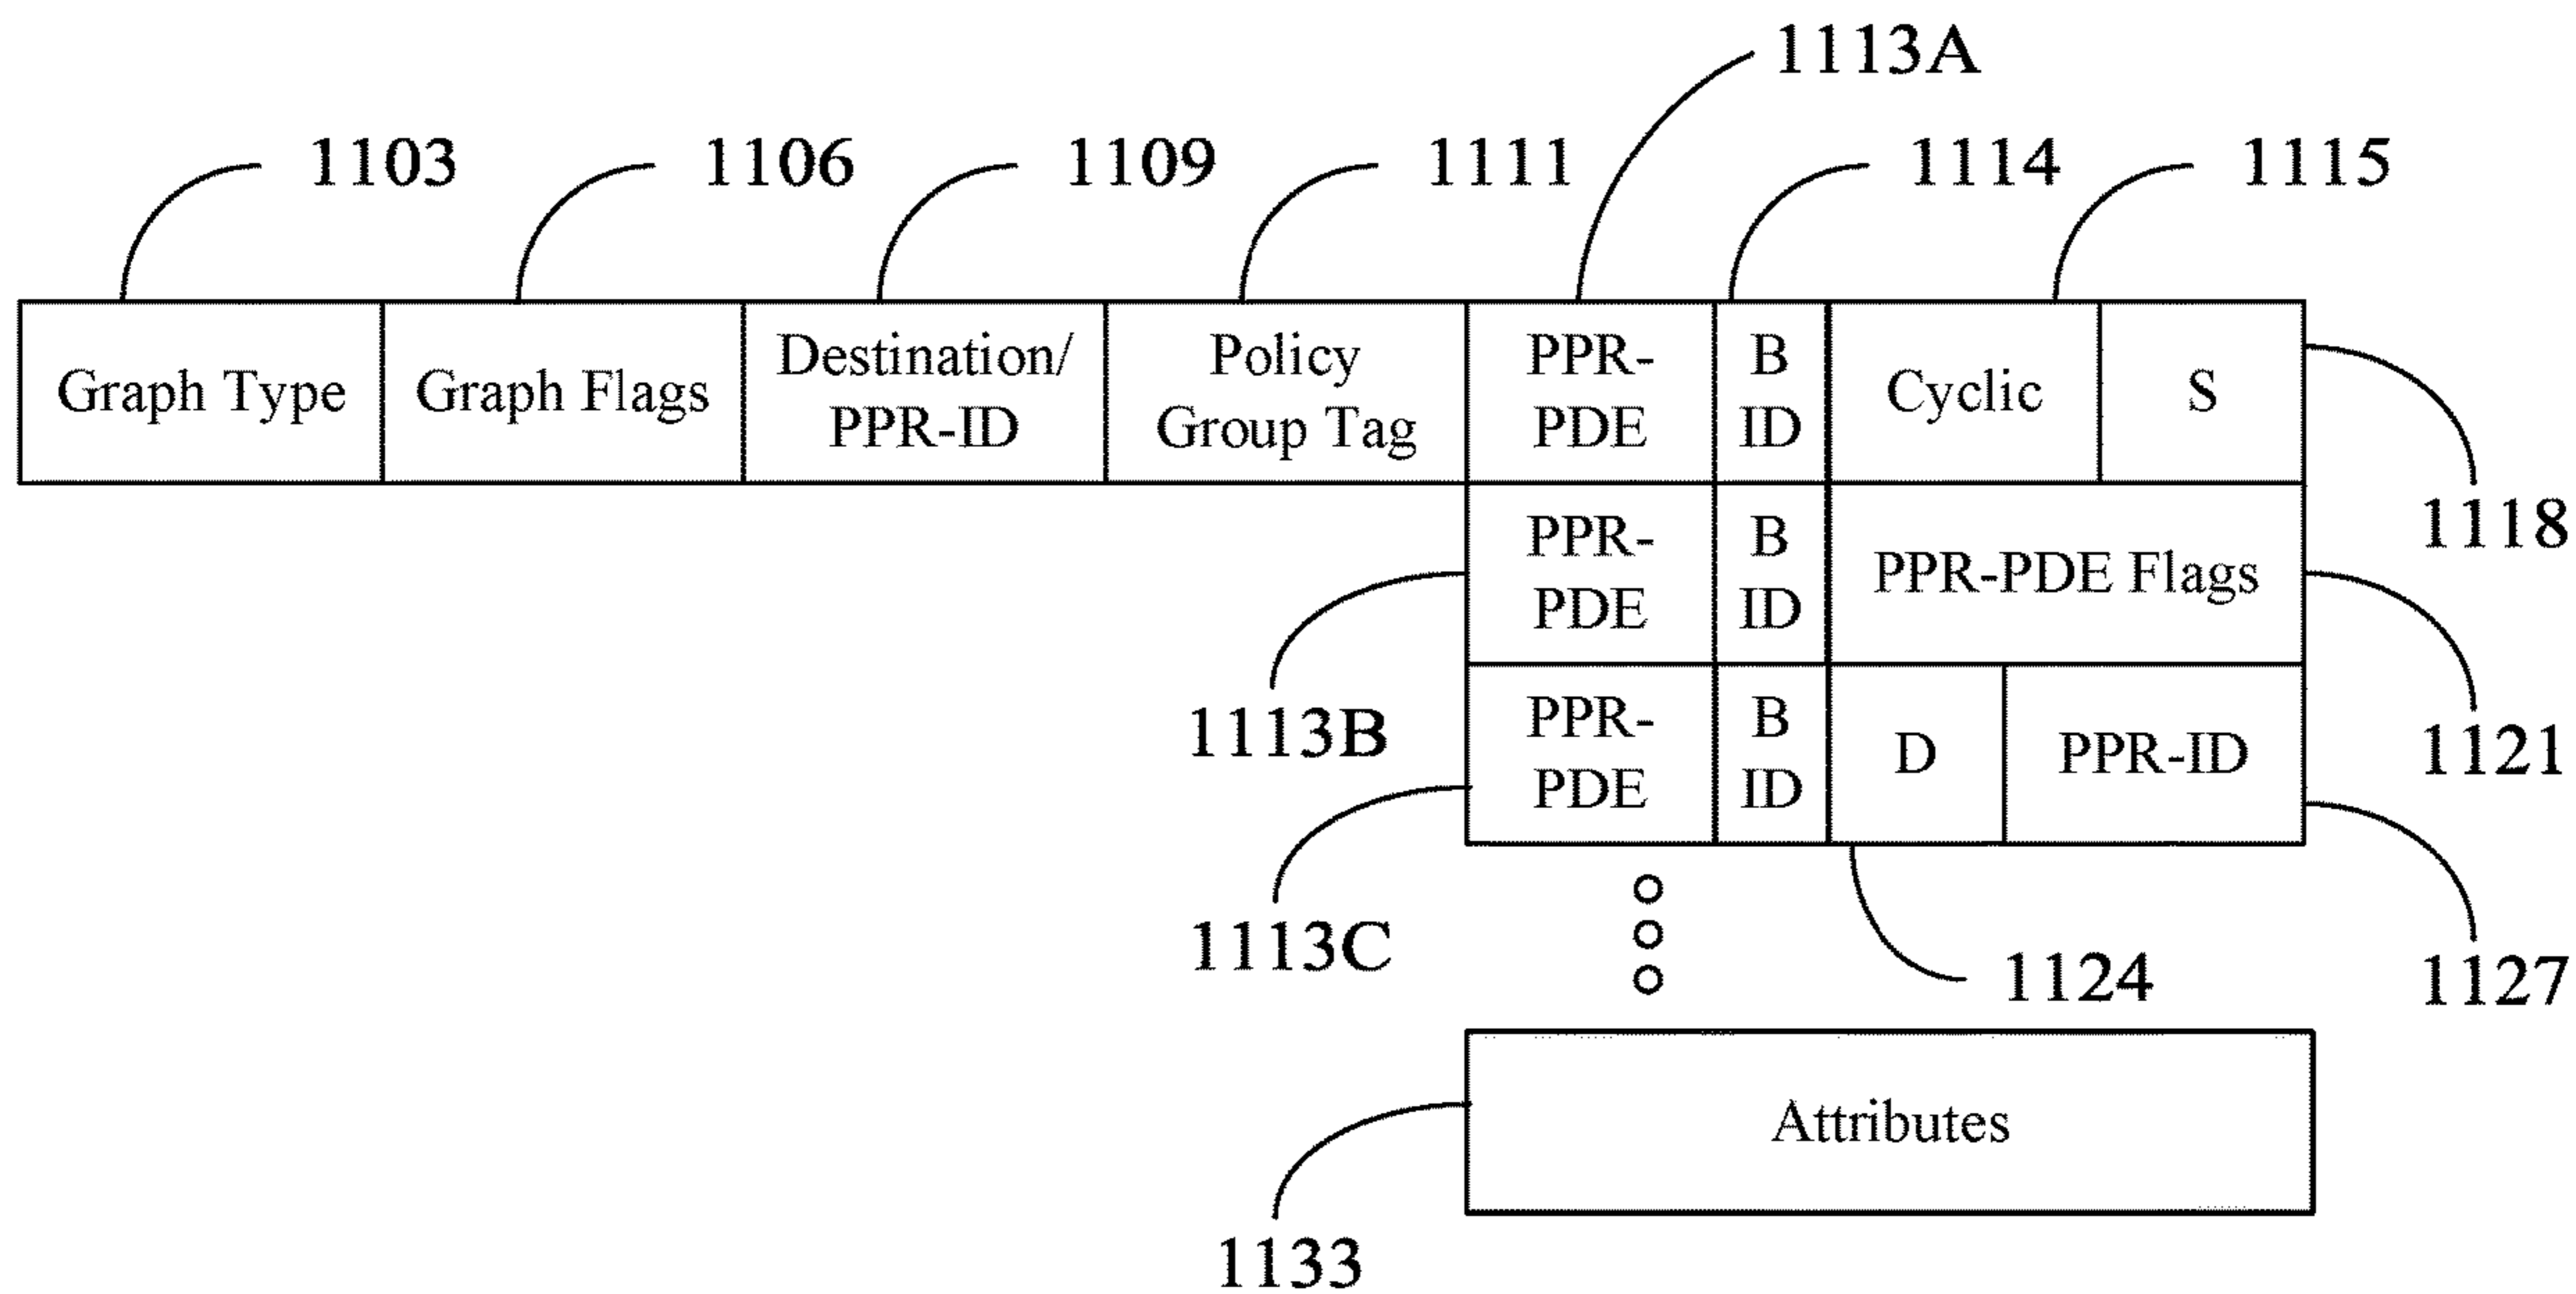 1113A
1103
1106
1109
1111
1114
1115
Graph Type
Graph Flags
Destination/
PPR-ID
Policy
Group Tag
PPR-
PDE
B
ID
Cyclic
S
1118
PPR-
PDE
B
ID
PPR-PDE Flags
1113B
1121
PPR-
PDE
B
ID
D
PPR-ID
1113C
1124
1127
Attributes
1133